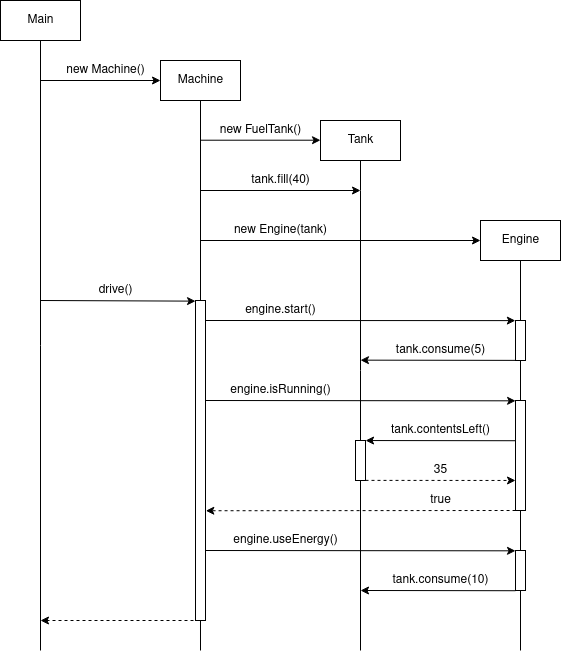 Main
new Machine()
Machine
new FuelTank()
Tank
tank.fill(40)
new Engine(tank)
Engine
drive()
engine.start()
tank.consume(5)
engine.isRunning()
tank.contentsLeft()
35
true
engine.useEnergy()
tank.consume(10)